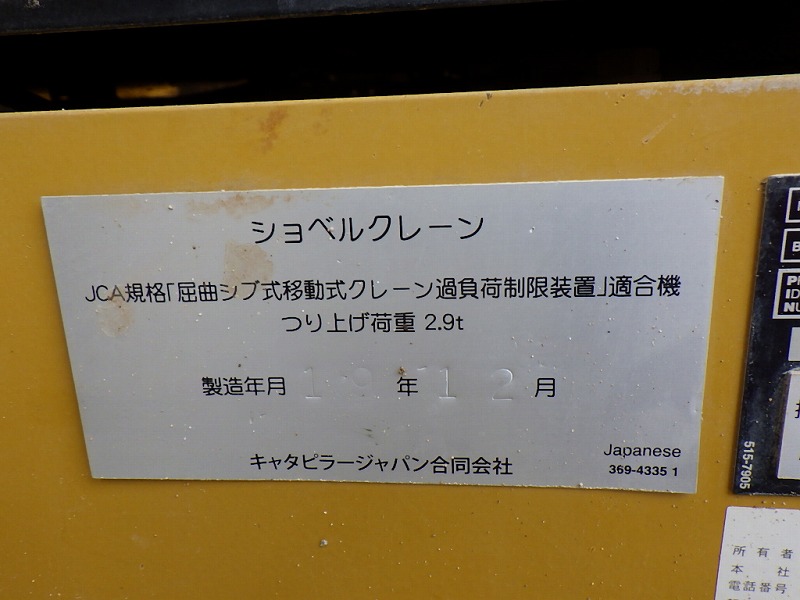 ショベルクレーン
JCA規格「屈曲ジブ式移動式クレーン過負荷制限装置」適合機
つり上げ荷重 2.9t
製造年月 19 年 12 月
キャタピラージャパン合同会社
Japanese
369-4335 1
515-7905
所有者
本社
電話番号